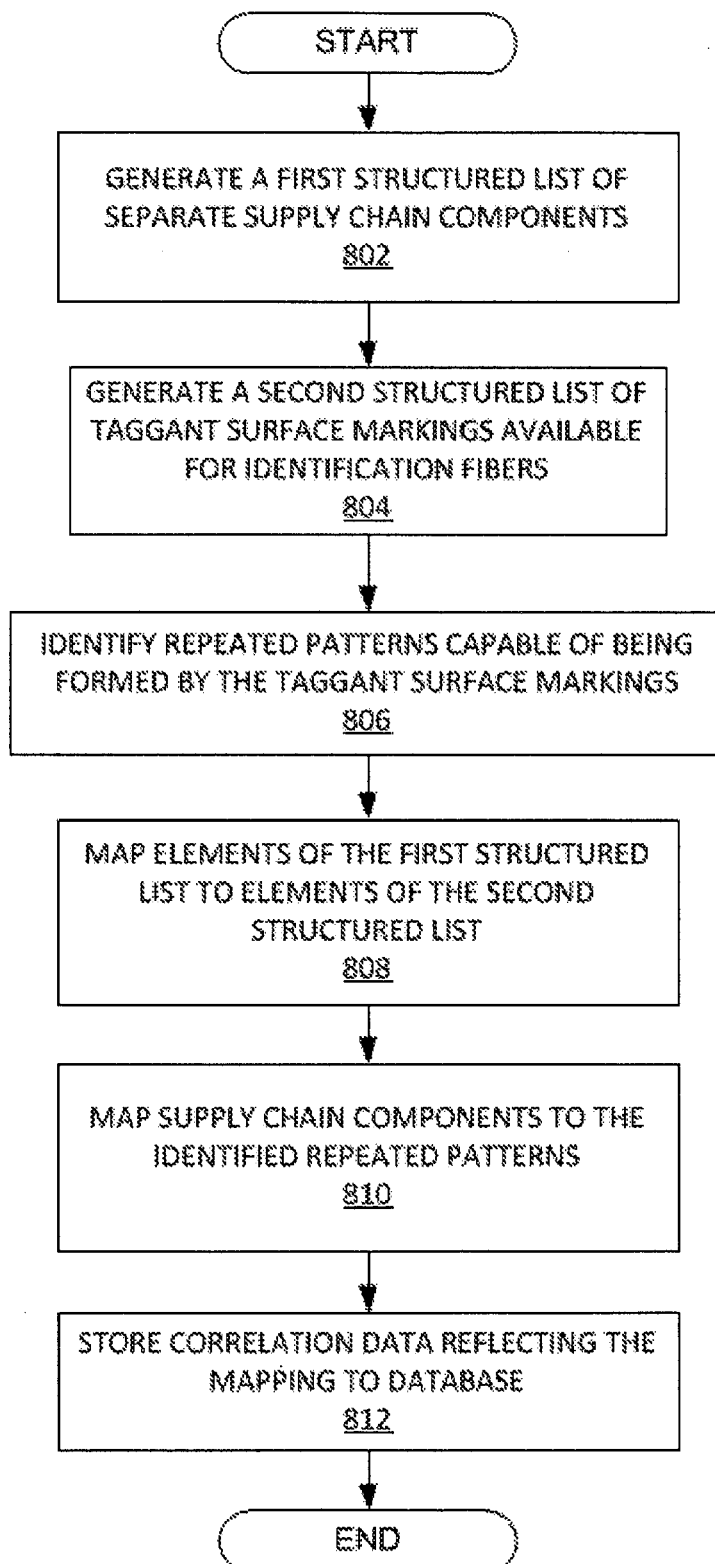 START
GENERATE A FIRST STRUCTURED LIST OF
SEPARATE SUPPLY CHAIN COMPONENTS
802
GENERATE A SECOND STRUCTURED LIST OF
TAGGANT SURFACE MARKINGS AVAILABLE
FOR IDENTIFICATION FIBERS
804
IDENTIFY REPEATED PATTERNS CAPABLE OF BEING
FORMED BY THE TAGGANT SURFACE MARKINGS
806
MAP ELEMENTS OF THE FIRST STRUCTURED
LIST TO ELEMENTS OF THE SECOND
STRUCTURED LIST
808
MAP SUPPLY CHAIN COMPONENTS TO THE
IDENTIFIED REPEATED PATTERNS
810
STORE CORRELATION DATA REFLECTING THE
MAPPING TO DATABASE
812
END